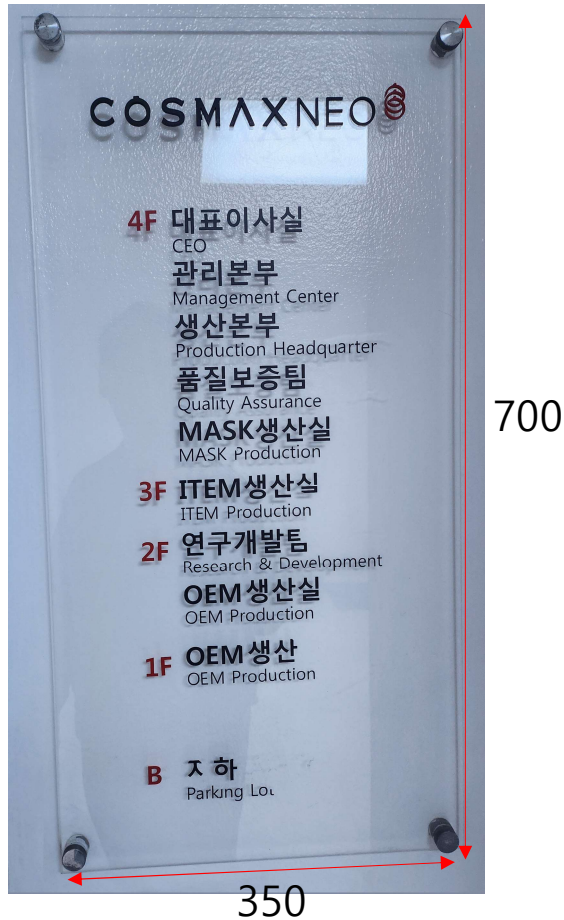 COSMAXNEO
4F 대표이사실
CEO
관리본부
Management Center
생산본부
Production Headquarter
품질보증팀
Quality Assurance
MASK생산실
MASK Production
3F ITEM생산실
ITEM Production
2F 연구개발팀
Research & Development
OEM생산실
OEM Production
1F OEM생산
OEM Production
B 지하
Parking Lot
700
350